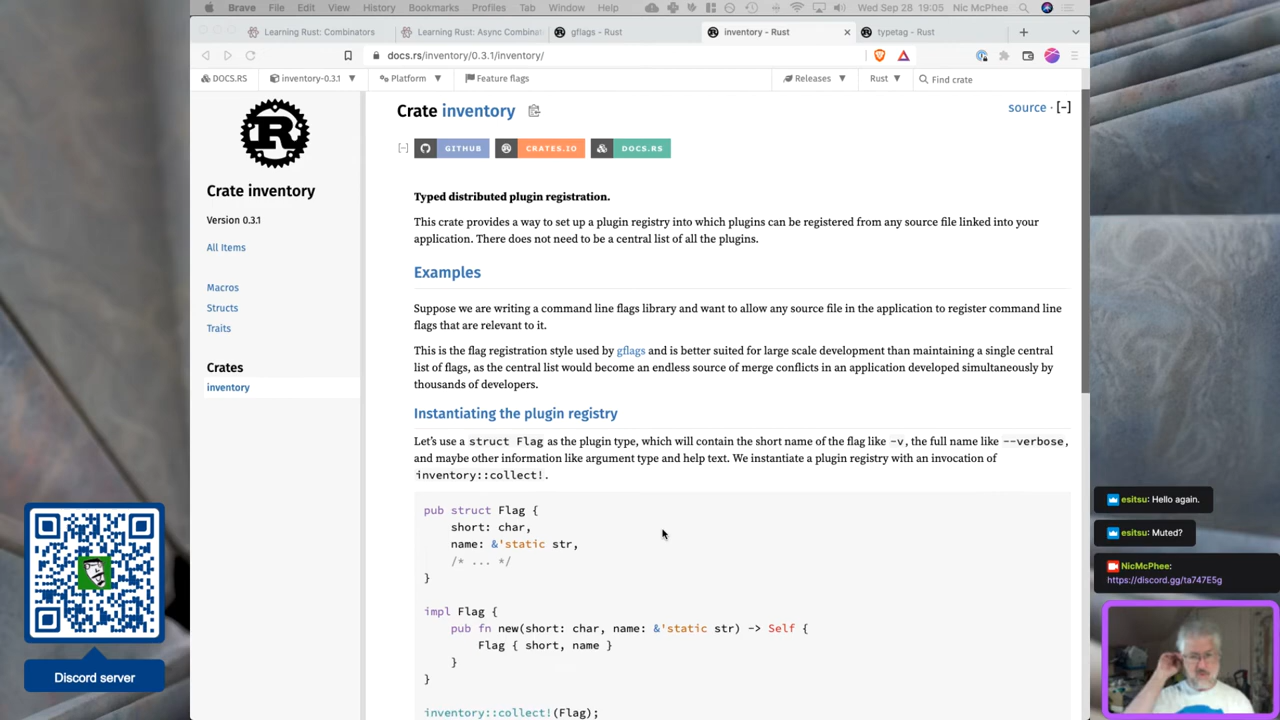 Brave File Edit View History Bookmarks Profiles Tab Window Help Wed Sep 28 19:05 Nic McPhee
Learning Rust: Combinators
Learning Rust: Async Combinat
gflags - Rust
inventory - Rust
typetag - Rust
docs.rs/inventory/0.3.1/inventory/
DOCS.RS
inventory-0.3.1
Platform
Feature flags
Releases
Rust
Find crate
Crate inventory
Version 0.3.1
All Items
Macros
Structs
Traits
Crates
inventory
Crate inventory
source · [-]
[-] GITHUB CRATES.IO DOCS.RS
Typed distributed plugin registration.
This crate provides a way to set up a plugin registry into which plugins can be registered from any source file linked into your
application. There does not need to be a central list of all the plugins.
Examples
Suppose we are writing a command line flags library and want to allow any source file in the application to register command line
flags that are relevant to it.
This is the flag registration style used by gflags and is better suited for large scale development than maintaining a single central
list of flags, as the central list would become an endless source of merge conflicts in an application developed simultaneously by
thousands of developers.
Instantiating the plugin registry
Let's use a struct Flag as the plugin type, which will contain the short name of the flag like -v, the full name like --verbose,
and maybe other information like argument type and help text. We instantiate a plugin registry with an invocation of
inventory::collect!.
pub struct Flag {
short: char,
name: &'static str,
/* ... */
}
impl Flag {
pub fn new(short: char, name: &'static str) -> Self {
Flag { short, name }
}
}
inventory::collect!(Flag);
Discord server
esitsu: Hello again.
esitsu: Muted?
NicMcPhee:
https://discord.gg/ta747E5g